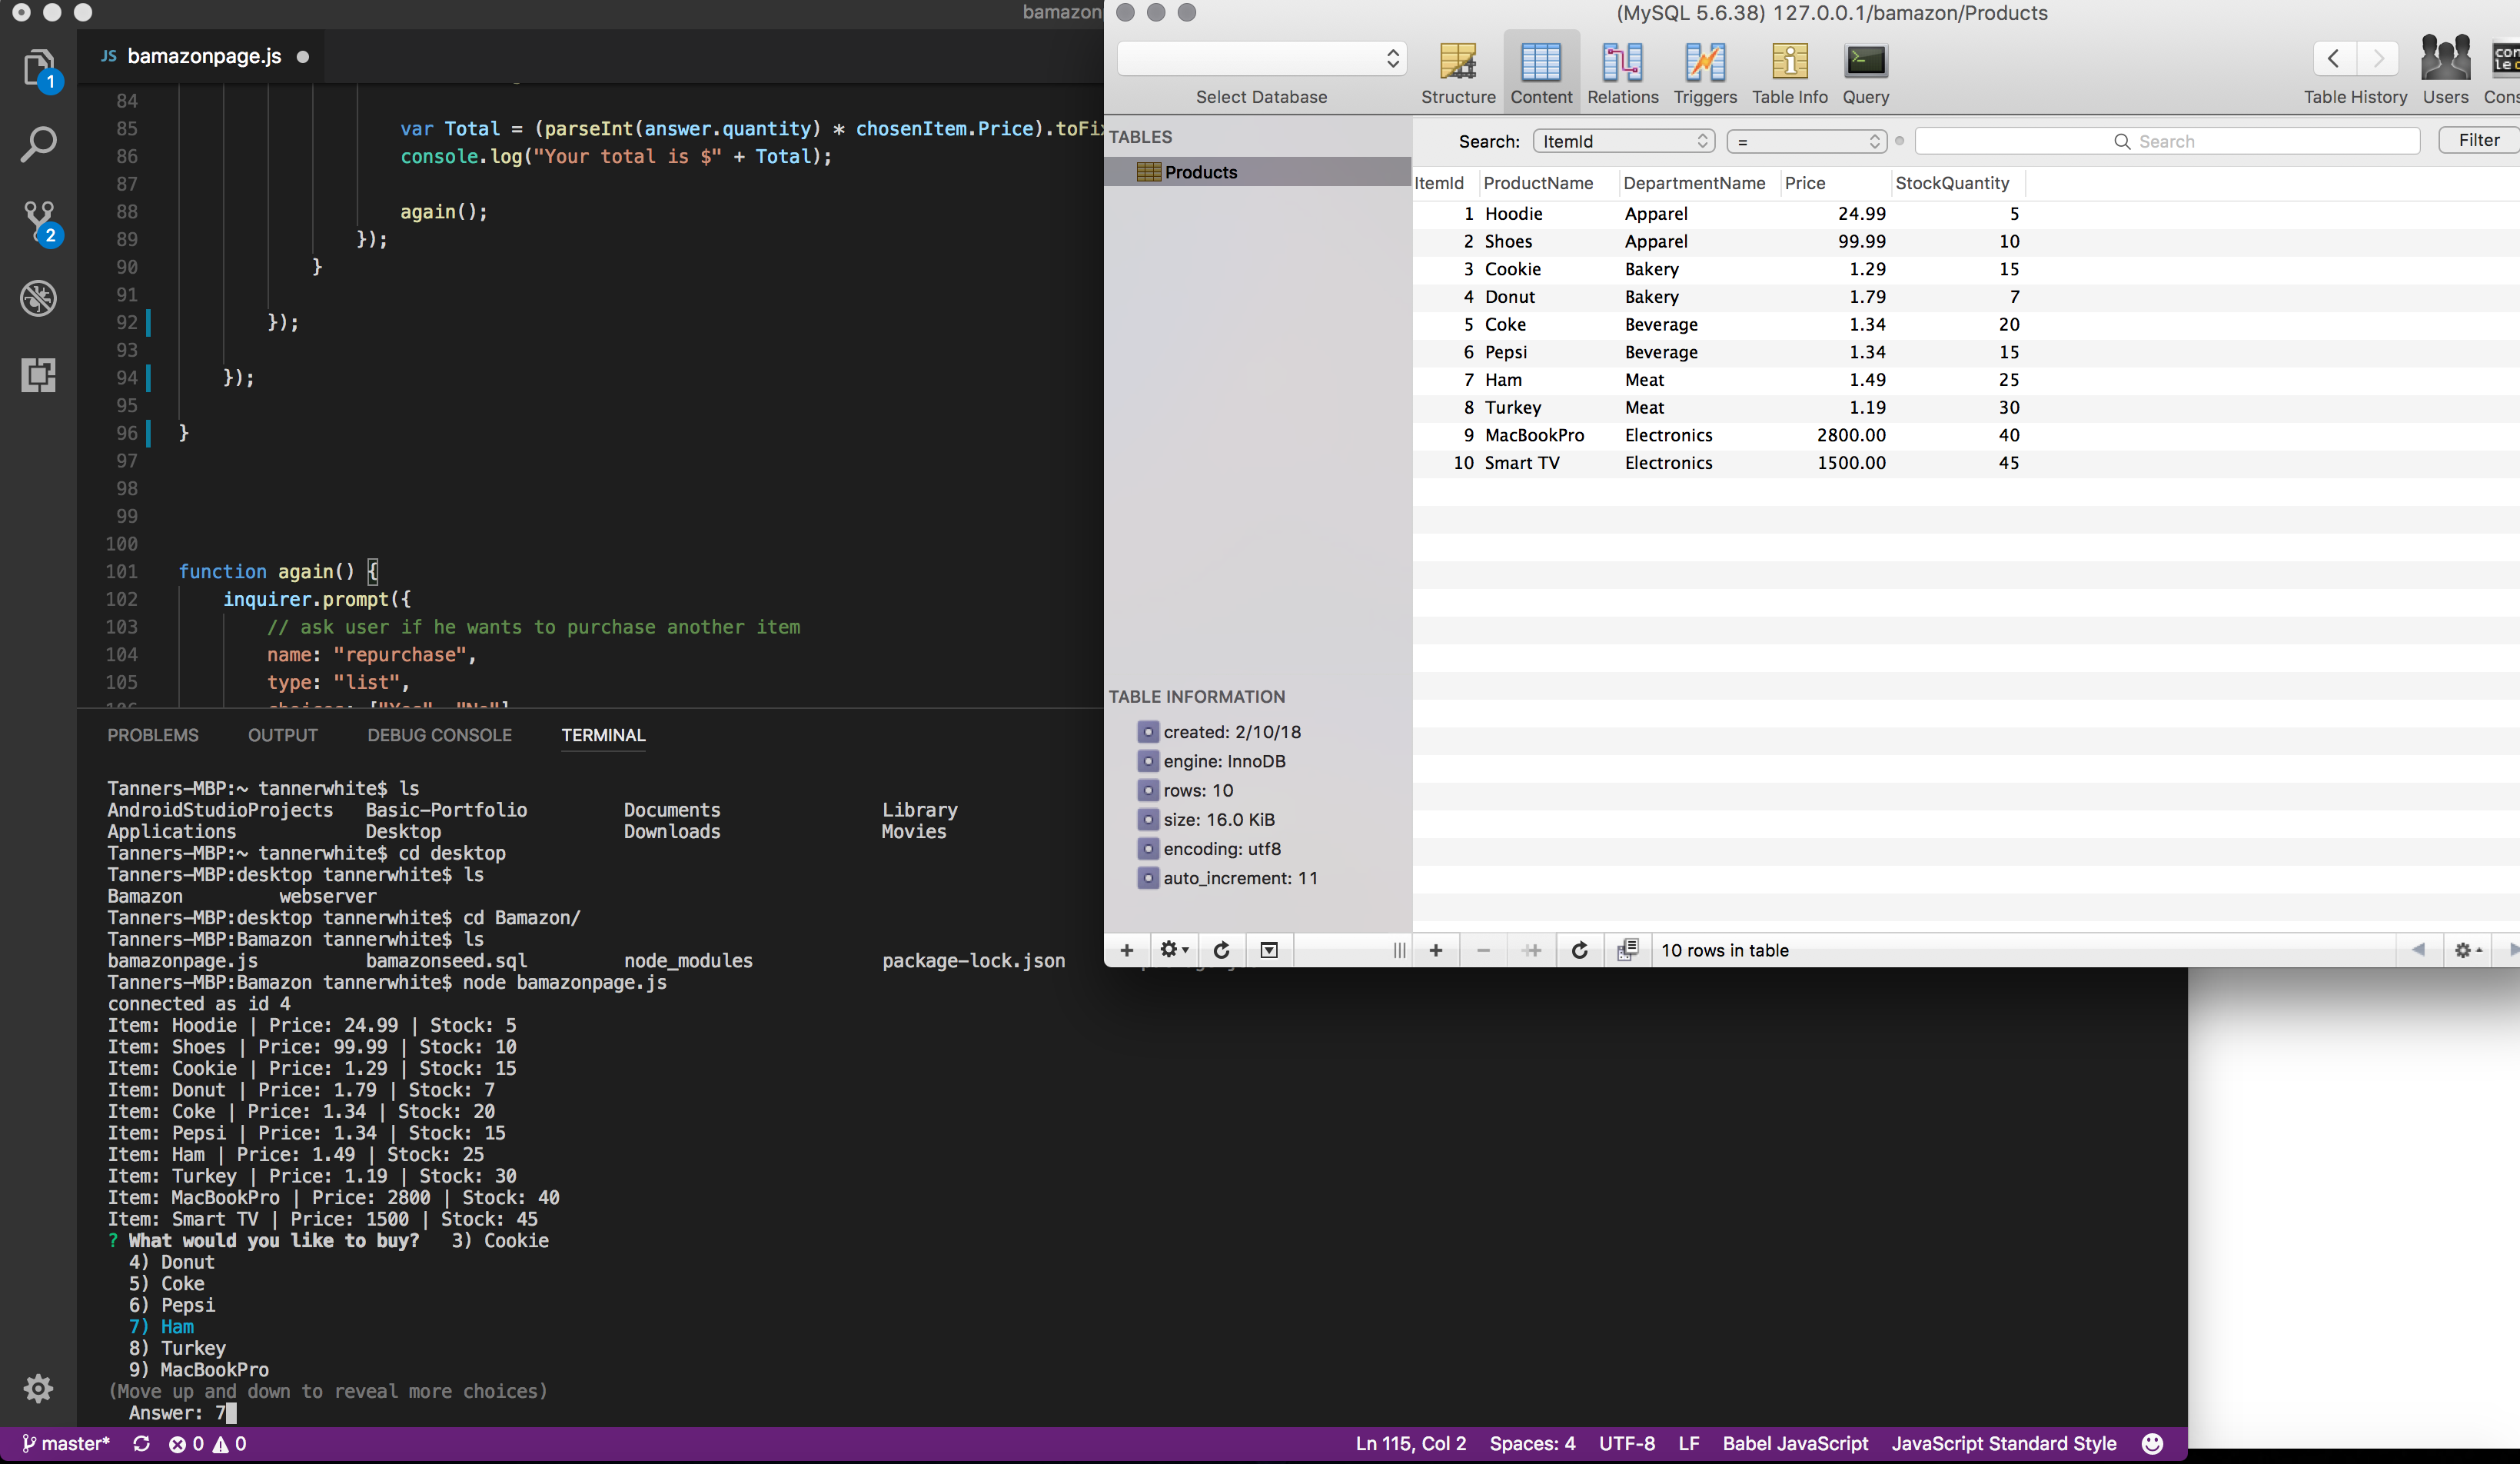 bamazon
JS bamazonpage.js
1
2
84
85 var Total = (parseInt(answer.quantity) * chosenItem.Price).toFi
86 console.log("Your total is $" + Total);
87
88 again();
89 });
90 }
91
92 });
93
94 });
95
96 }
97
98
99
100
101 function again() {
102 inquirer.prompt({
103 // ask user if he wants to purchase another item
104 name: "repurchase",
105 type: "list",
106 choices: ["Yes", "No"]
PROBLEMS OUTPUT DEBUG CONSOLE TERMINAL
Tanners-MBP:~ tannerwhite$ ls
AndroidStudioProjects Basic-Portfolio Documents Library
Applications Desktop Downloads Movies
Tanners-MBP:~ tannerwhite$ cd desktop
Tanners-MBP:desktop tannerwhite$ ls
Bamazon webserver
Tanners-MBP:desktop tannerwhite$ cd Bamazon/
Tanners-MBP:Bamazon tannerwhite$ ls
bamazonpage.js bamazonseed.sql node_modules package-lock.json
Tanners-MBP:Bamazon tannerwhite$ node bamazonpage.js
connected as id 4
Item: Hoodie | Price: 24.99 | Stock: 5
Item: Shoes | Price: 99.99 | Stock: 10
Item: Cookie | Price: 1.29 | Stock: 15
Item: Donut | Price: 1.79 | Stock: 7
Item: Coke | Price: 1.34 | Stock: 20
Item: Pepsi | Price: 1.34 | Stock: 15
Item: Ham | Price: 1.49 | Stock: 25
Item: Turkey | Price: 1.19 | Stock: 30
Item: MacBookPro | Price: 2800 | Stock: 40
Item: Smart TV | Price: 1500 | Stock: 45
? What would you like to buy? 3) Cookie
4) Donut
5) Coke
6) Pepsi
7) Ham
8) Turkey
9) MacBookPro
(Move up and down to reveal more choices)
Answer: 7
master* 0 0 Ln 115, Col 2 Spaces: 4 UTF-8 LF Babel JavaScript JavaScript Standard Style
(MySQL 5.6.38) 127.0.0.1/bamazon/Products
Select Database Structure Content Relations Triggers Table Info Query Table History Users Cons
TABLES
Products
Search: ItemId = Search Filter
ItemId ProductName DepartmentName Price StockQuantity
1 Hoodie Apparel 24.99 5
2 Shoes Apparel 99.99 10
3 Cookie Bakery 1.29 15
4 Donut Bakery 1.79 7
5 Coke Beverage 1.34 20
6 Pepsi Beverage 1.34 15
7 Ham Meat 1.49 25
8 Turkey Meat 1.19 30
9 MacBookPro Electronics 2800.00 40
10 Smart TV Electronics 1500.00 45
TABLE INFORMATION
created: 2/10/18
engine: InnoDB
rows: 10
size: 16.0 KiB
encoding: utf8
auto_increment: 11
10 rows in table